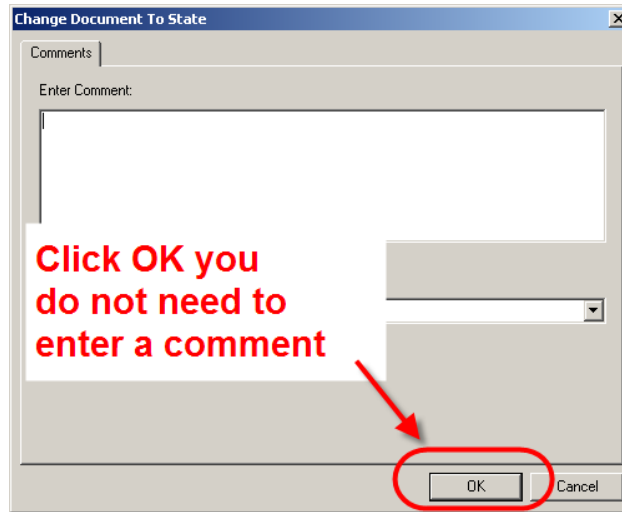 Change Document To State
Comments
Enter Comment:
Click OK you
do not need to
enter a comment
OK
Cancel